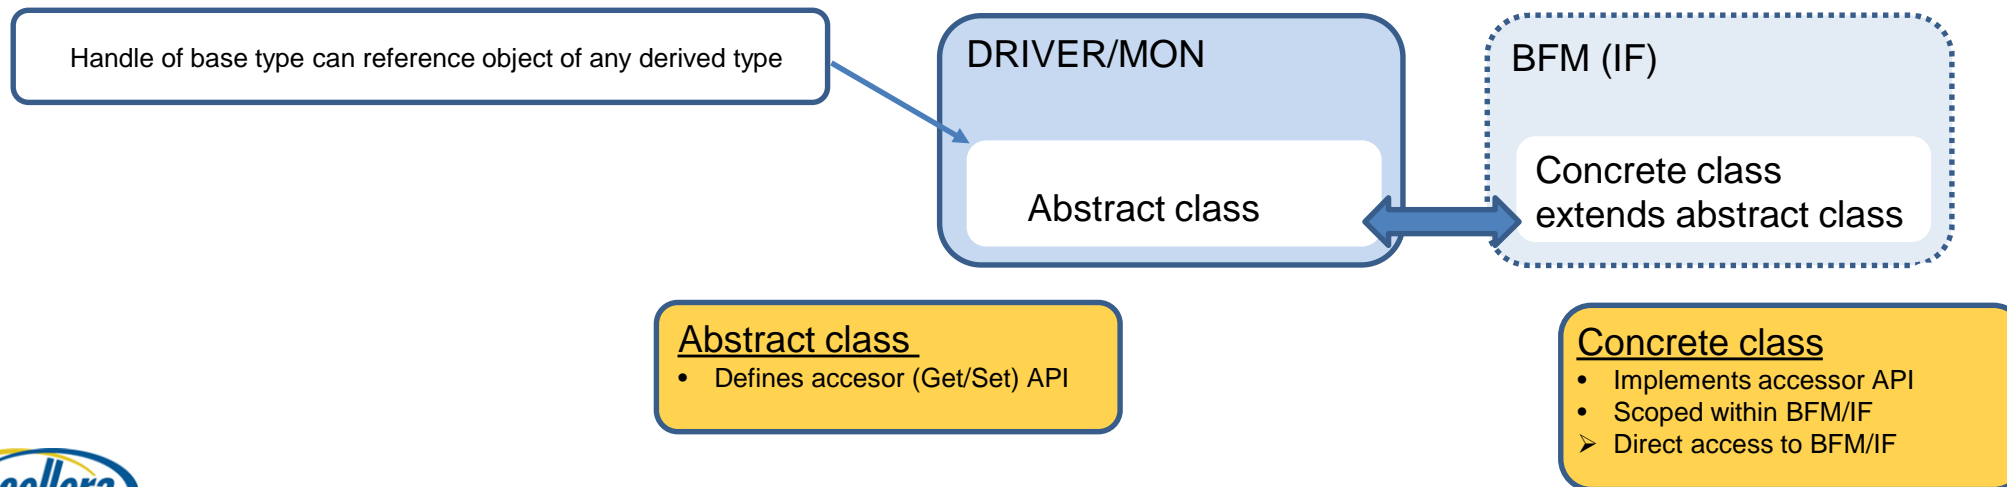 Handle of base type can reference object of any derived type
DRIVER/MON
Abstract class
BFM (IF)
Concrete class
extends abstract class
Abstract class
• Defines accesor (Get/Set) API
Concrete class
• Implements accessor API
• Scoped within BFM/IF
➢ Direct access to BFM/IF